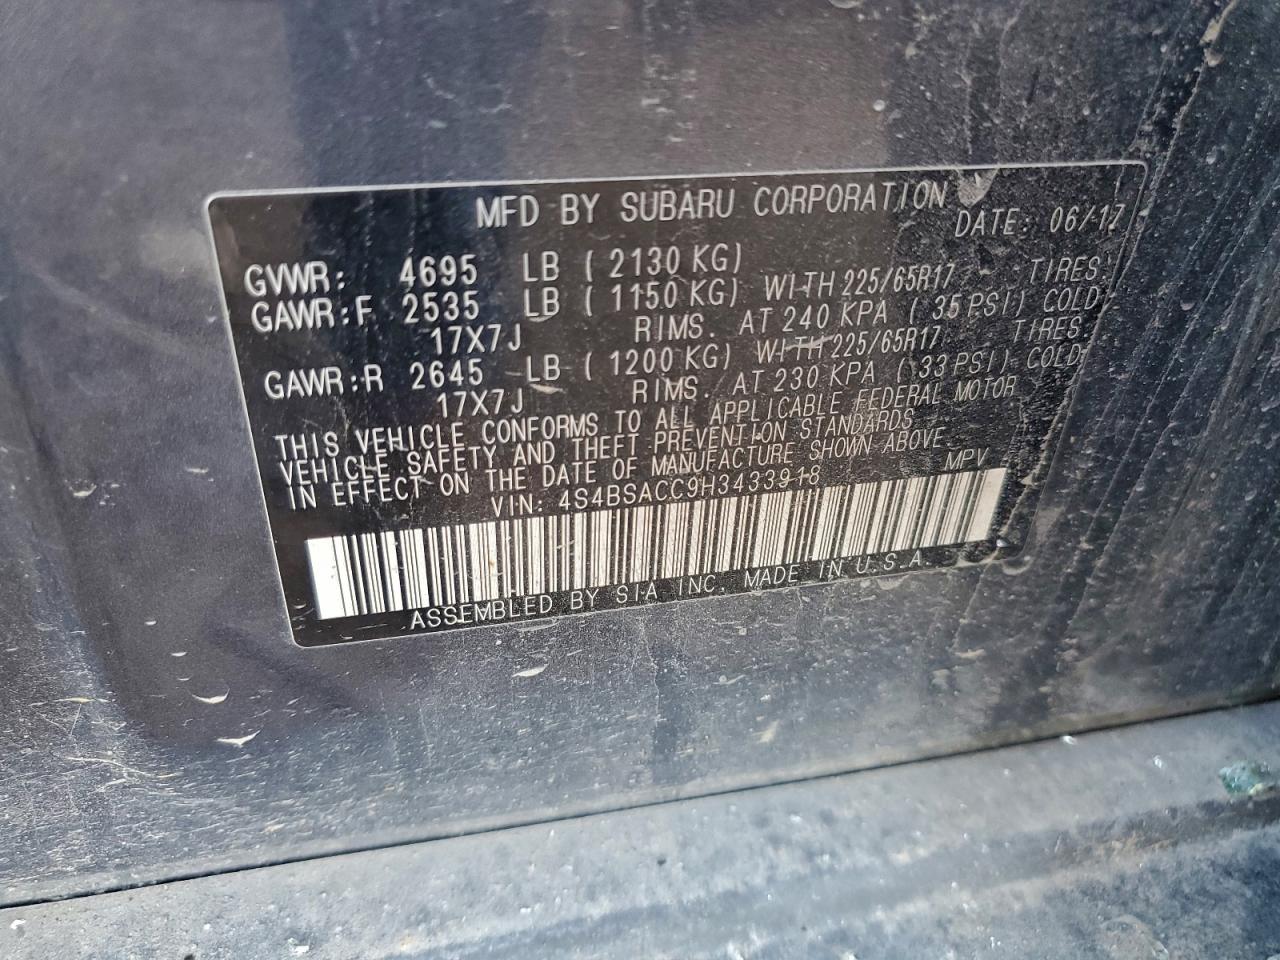 MFD BY SUBARU CORPORATION
DATE: 06/17
GVWR: 4695 LB ( 2130 KG)
GAWR:F 2535 LB ( 1150 KG) WITH 225/65R17 TIRES.
17X7J RIMS. AT 240 KPA ( 35 PSI) COLD
GAWR:R 2645 LB ( 1200 KG) WITH 225/65R17 TIRES.
17X7J RIMS. AT 230 KPA ( 33 PSI) COLD
THIS VEHICLE CONFORMS TO ALL APPLICABLE FEDERAL MOTOR
VEHICLE SAFETY AND THEFT PREVENTION STANDARDS
IN EFFECT ON THE DATE OF MANUFACTURE SHOWN ABOVE
VIN: 4S4BSACC9H3433918 MPV
ASSEMBLED BY SIA INC. MADE IN U.S.A.